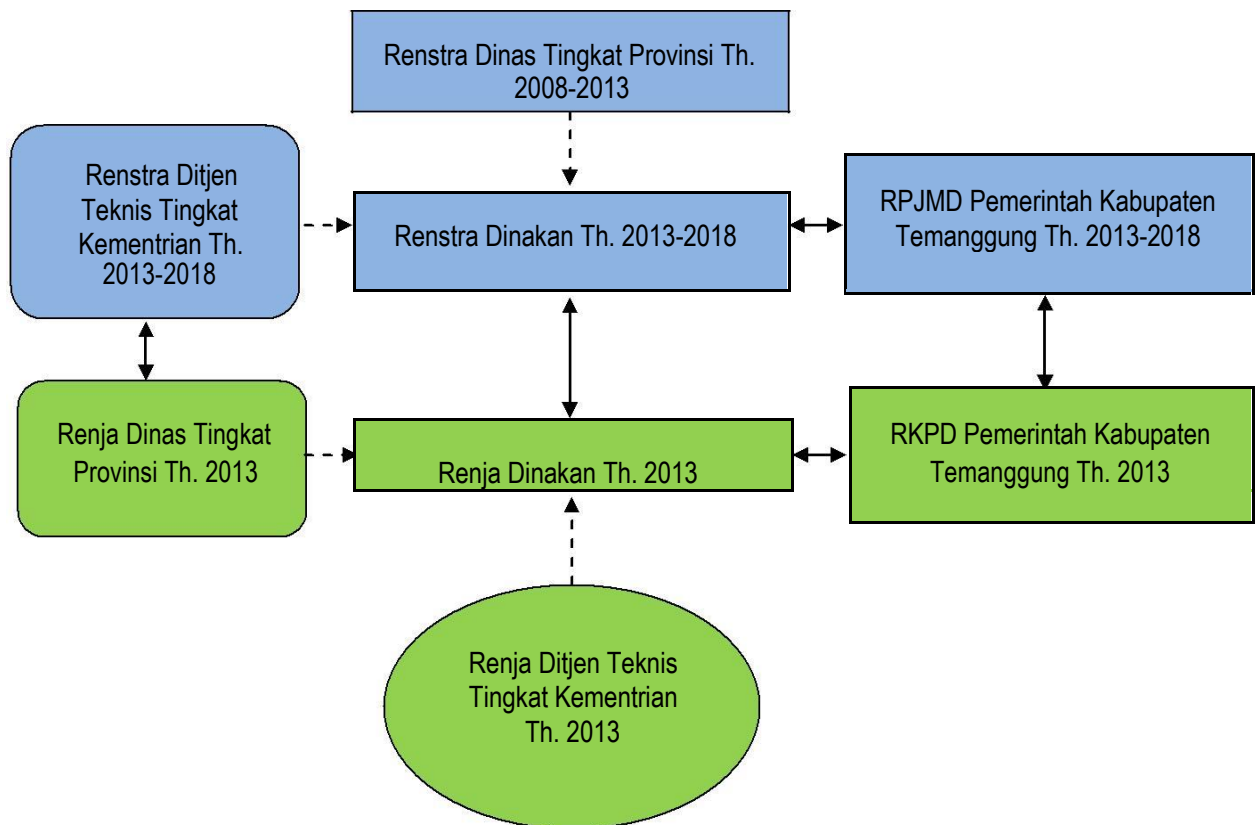 Renstra Dinas Tingkat Provinsi Th.
2008-2013
Renstra Ditjen
Teknis Tingkat
Kementrian Th.
2013-2018
Renstra Dinakan Th. 2013-2018
RPJMD Pemerintah Kabupaten
Temanggung Th. 2013-2018
Renja Dinas Tingkat
Provinsi Th. 2013
Renja Dinakan Th. 2013
RKPD Pemerintah Kabupaten
Temanggung Th. 2013
Renja Ditjen Teknis
Tingkat Kementrian
Th. 2013